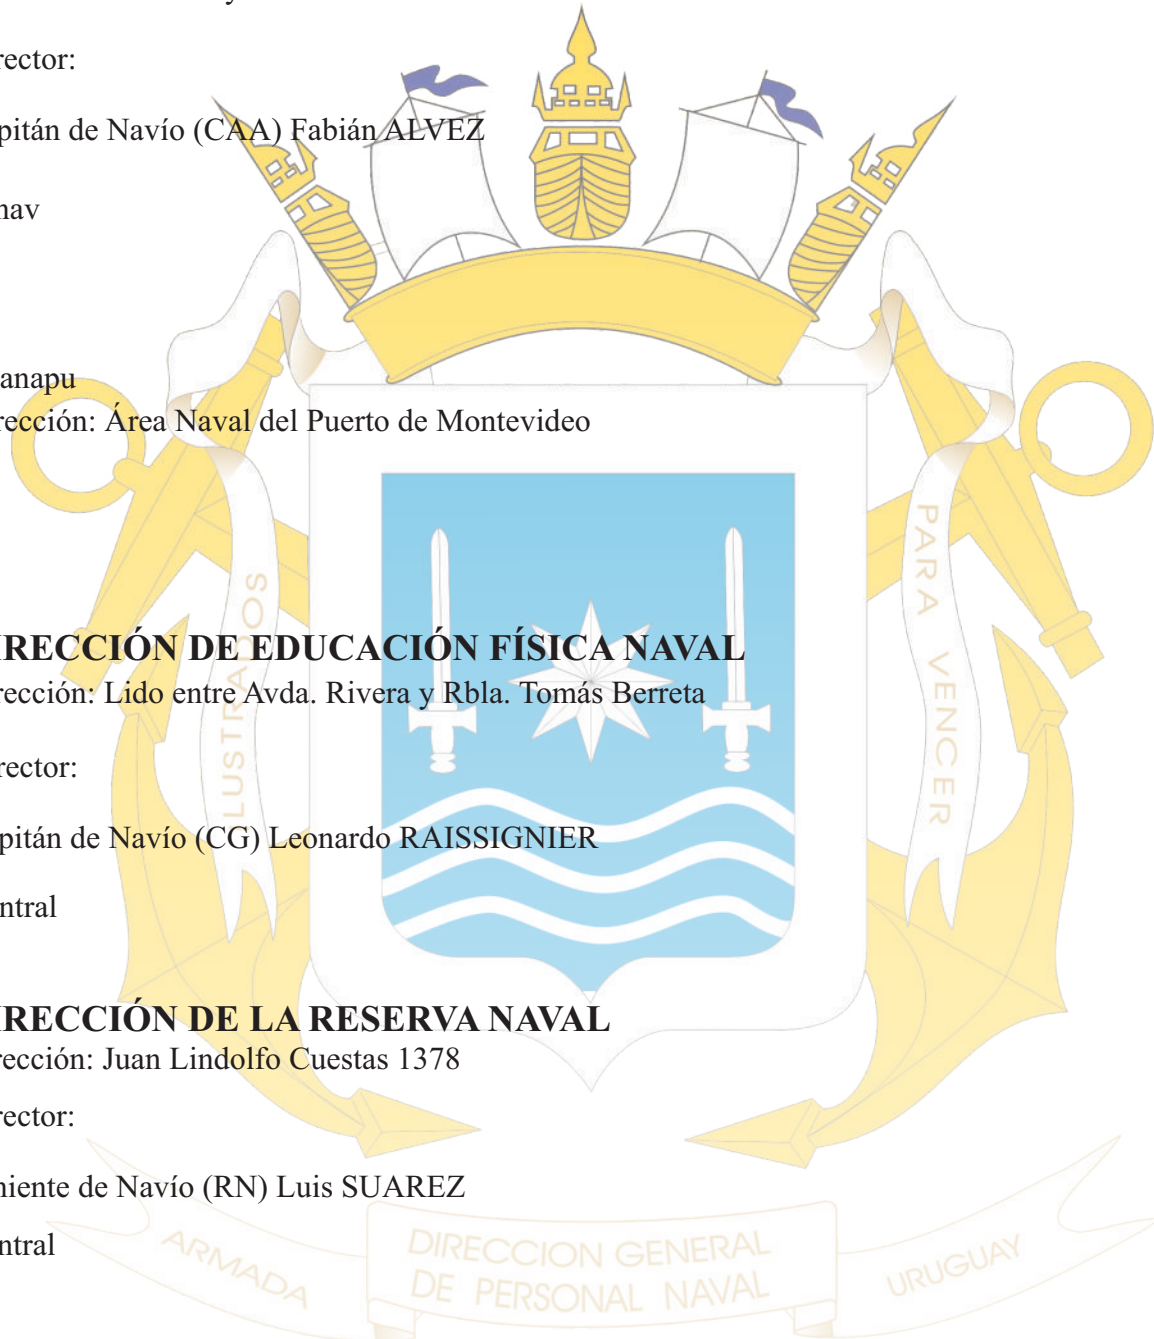 y
rector:
pitán de Navío (CAA) Fabián ALVEZ
nav
anapu
rección: Área Naval del Puerto de Montevideo
IRECCIÓN DE EDUCACIÓN FÍSICA NAVAL
rección: Lido entre Avda. Rivera y Rbla. Tomás Berreta
rector:
pitán de Navío (CG) Leonardo RAISSIGNIER
ntral
IRECCIÓN DE LA RESERVA NAVAL
rección: Juan Lindolfo Cuestas 1378
rector:
niente de Navío (RN) Luis SUAREZ
ntral
ILUSTRADOS
PARA VENCER
ARMADA
DIRECCION GENERAL
DE PERSONAL NAVAL
URUGUAY